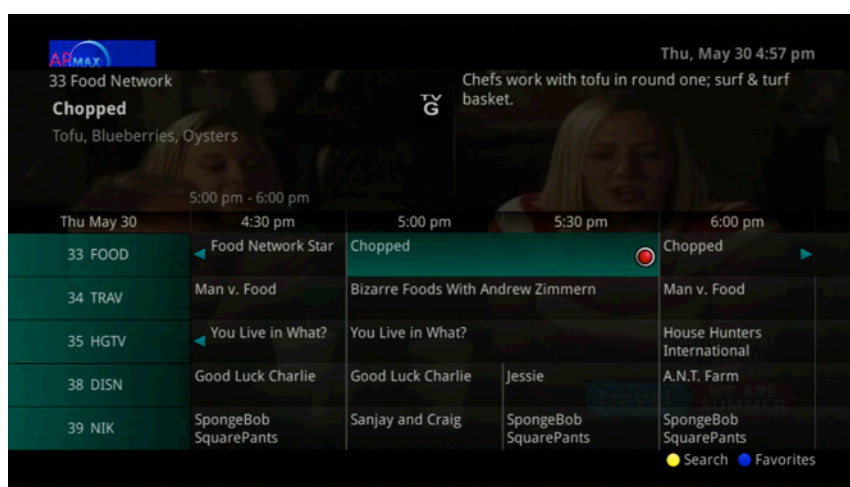 APMAX
Thu, May 30 4:57 pm
33 Food Network
Chopped
Tofu, Blueberries, Oysters
TV G
Chefs work with tofu in round one; surf & turf
basket.
5:00 pm - 6:00 pm
Thu May 30 4:30 pm 5:00 pm 5:30 pm 6:00 pm
33 FOOD Food Network Star Chopped Chopped
34 TRAV Man v. Food Bizarre Foods With Andrew Zimmern Man v. Food
35 HGTV You Live in What? You Live in What? House Hunters
International
38 DISN Good Luck Charlie Good Luck Charlie Jessie A.N.T. Farm
travel WE ARE
SUMMER
39 NIK SpongeBob Sanjay and Craig SpongeBob SpongeBob
SquarePants SquarePants SquarePants
Search Favorites